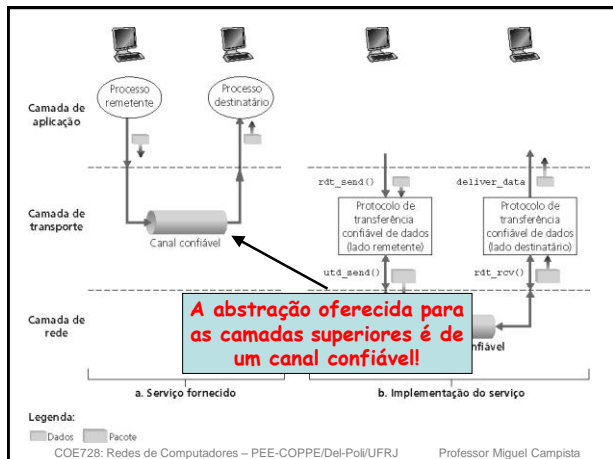 Camada de
aplicação
Processo
remetente
Processo
destinatário
Camada de
transporte
Canal confiável
rdt_send()
deliver_data
Protocolo de
transferência
confiável de dados
(lado remetente)
Protocolo de
transferência
confiável de dados
(lado destinatário)
utd_send()
rdt_rcv()
Camada de
rede
A abstração oferecida para
as camadas superiores é de
um canal confiável!
nfiável
a. Serviço fornecido
b. Implementação do serviço
Legenda:
Dados
Pacote
COE728: Redes de Computadores – PEE-COPPE/Del-Poli/UFRJ
Professor Miguel Campista